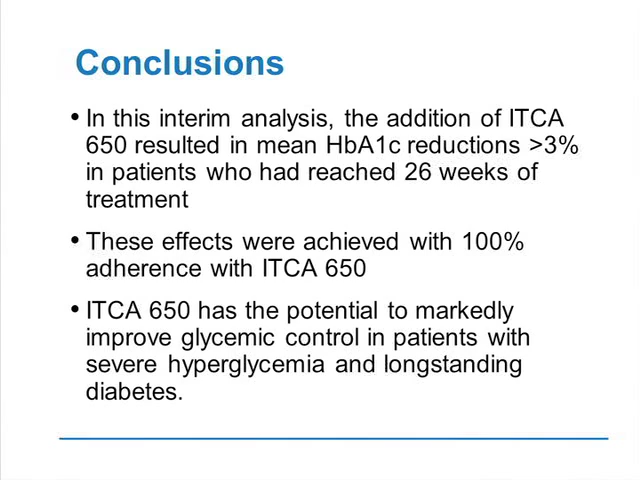 Conclusions
• In this interim analysis, the addition of ITCA
650 resulted in mean HbA1c reductions >3%
in patients who had reached 26 weeks of
treatment
• These effects were achieved with 100%
adherence with ITCA 650
• ITCA 650 has the potential to markedly
improve glycemic control in patients with
severe hyperglycemia and longstanding
diabetes.